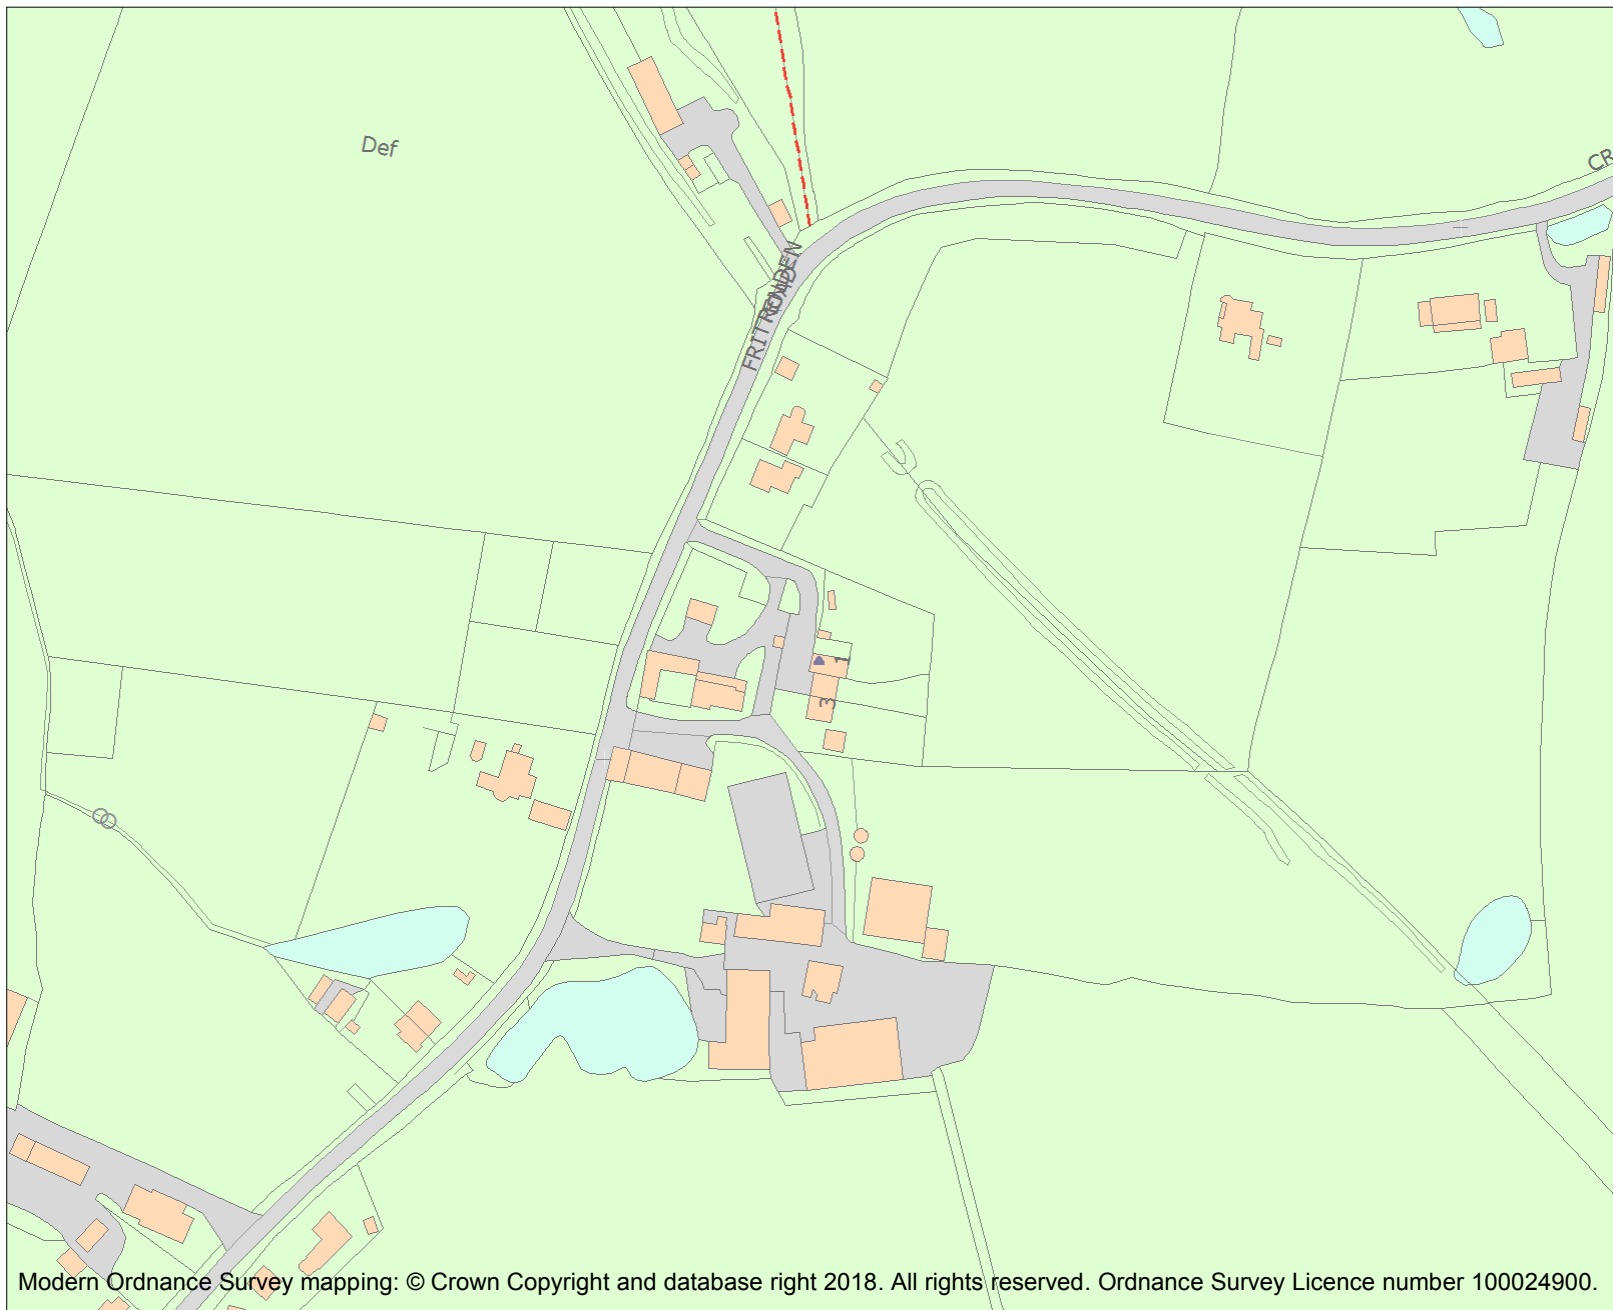 Def
CR
FRITTENDEN
ROAD
1
3
Modern Ordnance Survey mapping: © Crown Copyright and database right 2018. All rights reserved. Ordnance Survey Licence number 100024900.